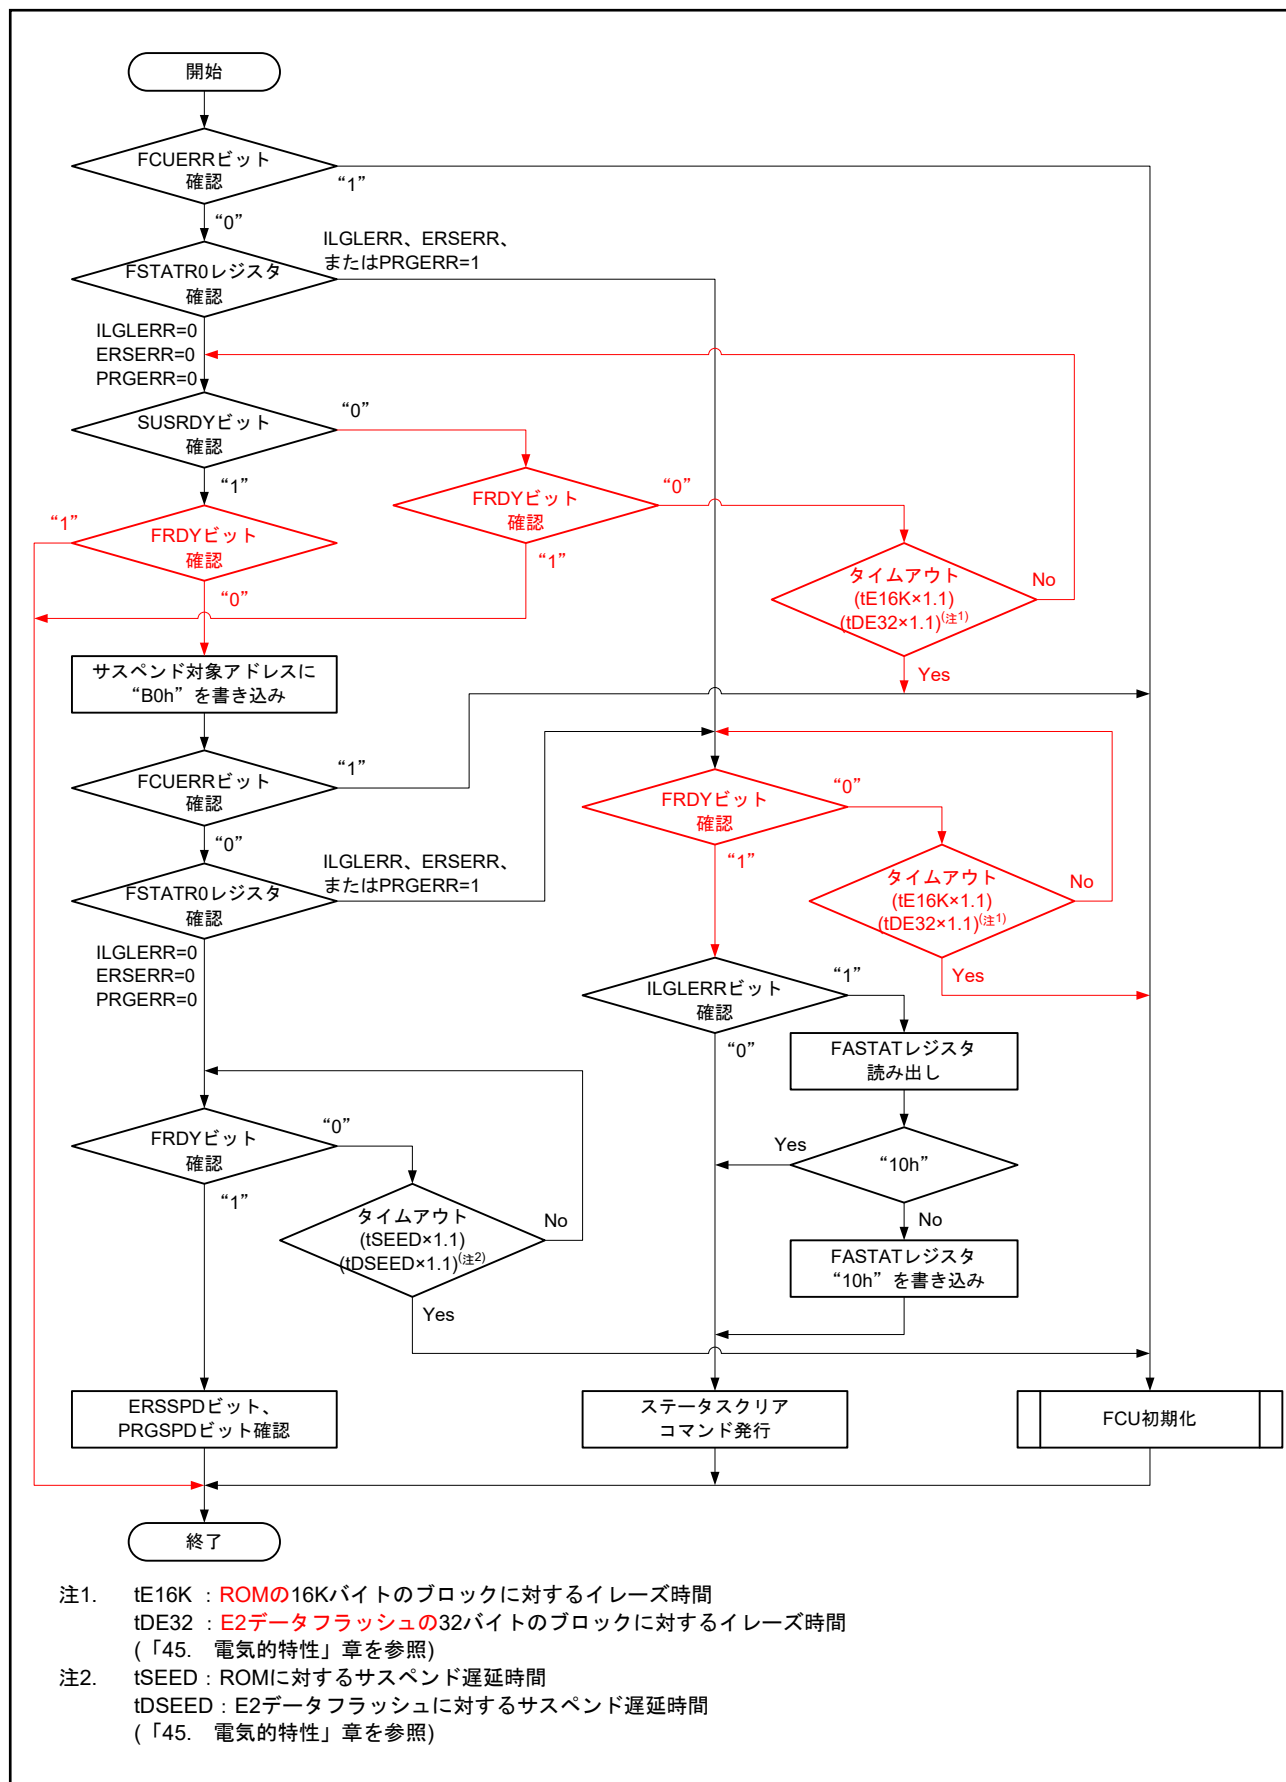 開始
FCUERRビット
確認
“1”
“0”
ILGLERR、ERSERR、
またはPRGERR=1
FSTATR0レジスタ
確認
ILGLERR=0
ERSERR=0
PRGERR=0
SUSRDYビット
確認
“0”
“1”
FRDYビット
確認
“0”
“1”
“1”
FRDYビット
確認
“0”
タイムアウト
(tE16K×1.1)
(tDE32×1.1)(注1)
No
Yes
サスペンド対象アドレスに
“B0h”を書き込み
FCUERRビット
確認
“1”
“0”
FRDYビット
確認
“0”
“1”
ILGLERR、ERSERR、
またはPRGERR=1
FSTATR0レジスタ
確認
タイムアウト
(tE16K×1.1)
(tDE32×1.1)(注1)
No
Yes
ILGLERR=0
ERSERR=0
PRGERR=0
ILGLERRビット
確認
“1”
“0”
FASTATレジスタ
読み出し
FRDYビット
確認
“0”
“1”
“10h”
Yes
No
タイムアウト
(tSEED×1.1)
(tDSEED×1.1)(注2)
No
Yes
FASTATレジスタ
“10h”を書き込み
ERSSPDビット、
PRGSPDビット確認
ステータスクリア
コマンド発行
FCU初期化
終了
注1. tE16K : ROMの16Kバイトのブロックに対するイレーズ時間
tDE32 : E2データフラッシュの32バイトのブロックに対するイレーズ時間
(「45. 電気的特性」章を参照)
注2. tSEED : ROMに対するサスペンド遅延時間
tDSEED : E2データフラッシュに対するサスペンド遅延時間
(「45. 電気的特性」章を参照)